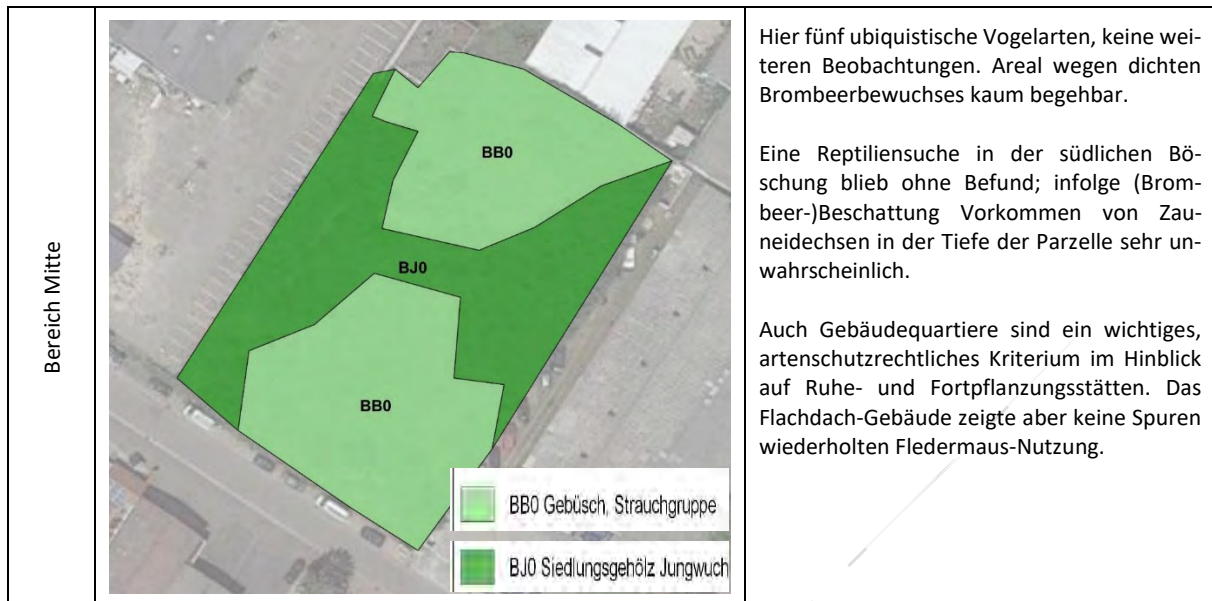 Bereich Mitte
BB0
BJ0
BB0
BB0 Gebüsch, Strauchgruppe
BJ0 Siedlungsgehölz Jungwuch
Hier fünf ubiquistische Vogelarten, keine wei-
teren Beobachtungen. Areal wegen dichten
Brombeerbewuchses kaum begehbar.
Eine Reptiliensuche in der südlichen Bö-
schung blieb ohne Befund; infolge (Brom-
beer-)Beschattung Vorkommen von Zau-
neidechsen in der Tiefe der Parzelle sehr un-
wahrscheinlich.
Auch Gebäudequartiere sind ein wichtiges,
artenschutzrechtliches Kriterium im Hinblick
auf Ruhe- und Fortpflanzungsstätten. Das
Flachdach-Gebäude zeigte aber keine Spuren
wiederholten Fledermaus-Nutzung.